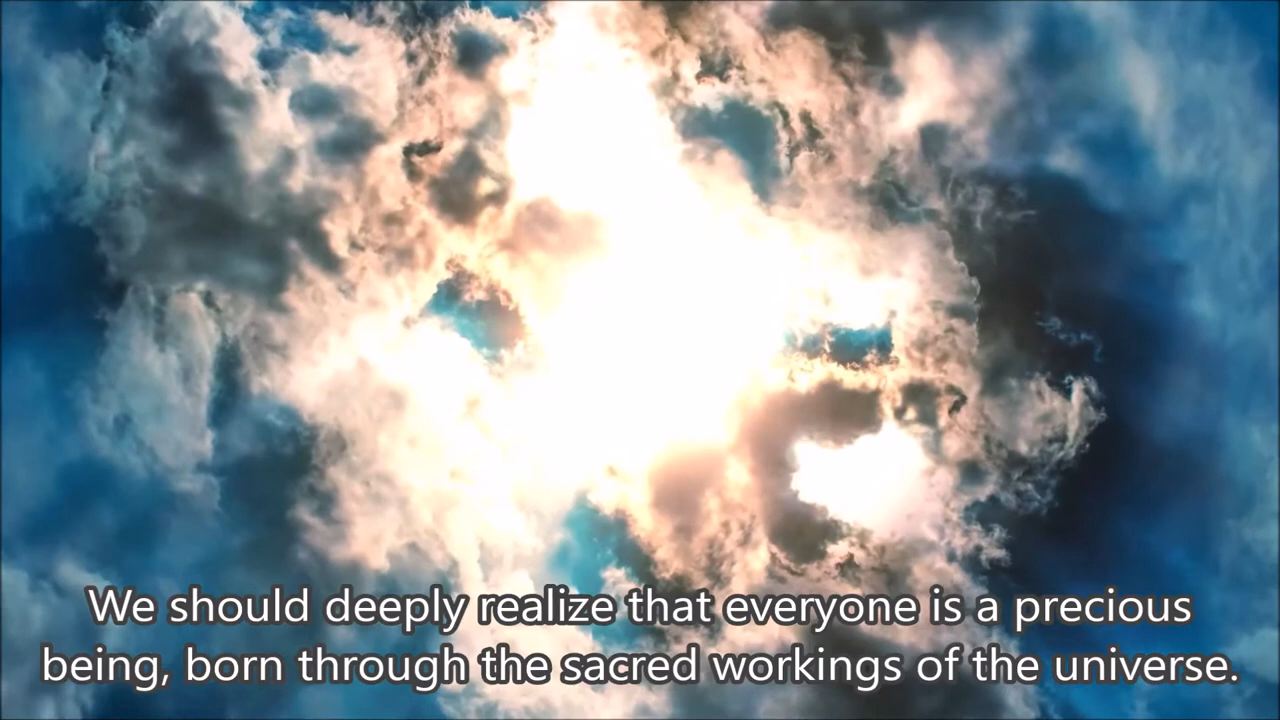 We should deeply realize that everyone is a precious
being, born through the sacred workings of the universe.